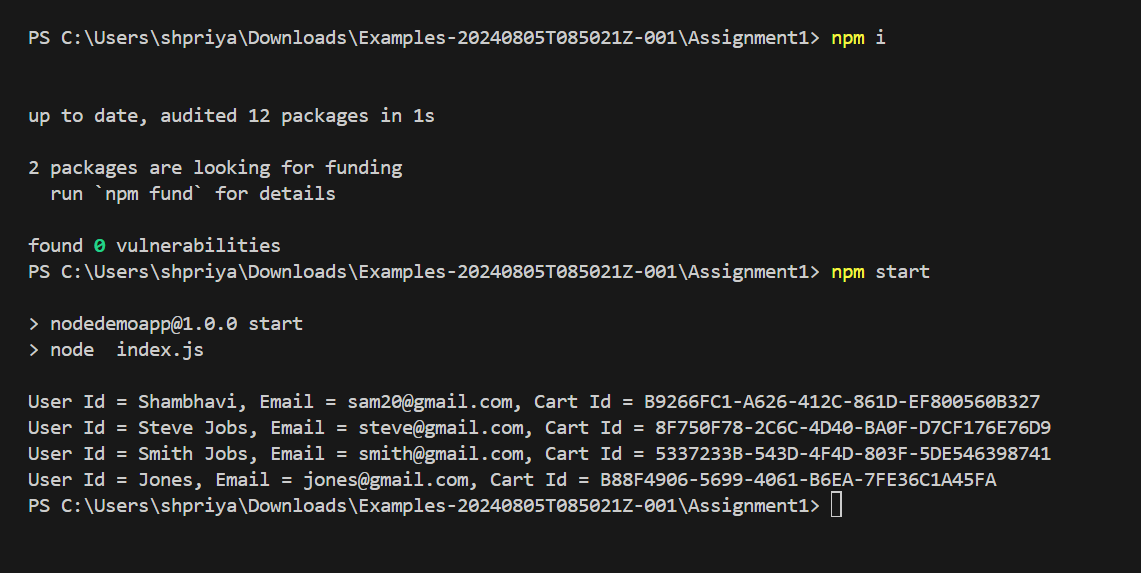 PS C:\Users\shpriya\Downloads\Examples-20240805T085021Z-001\Assignment1> npm i
up to date, audited 12 packages in 1s
2 packages are looking for funding
  run `npm fund` for details
found 0 vulnerabilities
PS C:\Users\shpriya\Downloads\Examples-20240805T085021Z-001\Assignment1> npm start
> nodedemoapp@1.0.0 start
> node  index.js
User Id = Shambhavi, Email = sam20@gmail.com, Cart Id = B9266FC1-A626-412C-861D-EF800560B327
User Id = Steve Jobs, Email = steve@gmail.com, Cart Id = 8F750F78-2C6C-4D40-BA0F-D7CF176E76D9
User Id = Smith Jobs, Email = smith@gmail.com, Cart Id = 5337233B-543D-4F4D-803F-5DE546398741
User Id = Jones, Email = jones@gmail.com, Cart Id = B88F4906-5699-4061-B6EA-7FE36C1A45FA
PS C:\Users\shpriya\Downloads\Examples-20240805T085021Z-001\Assignment1>